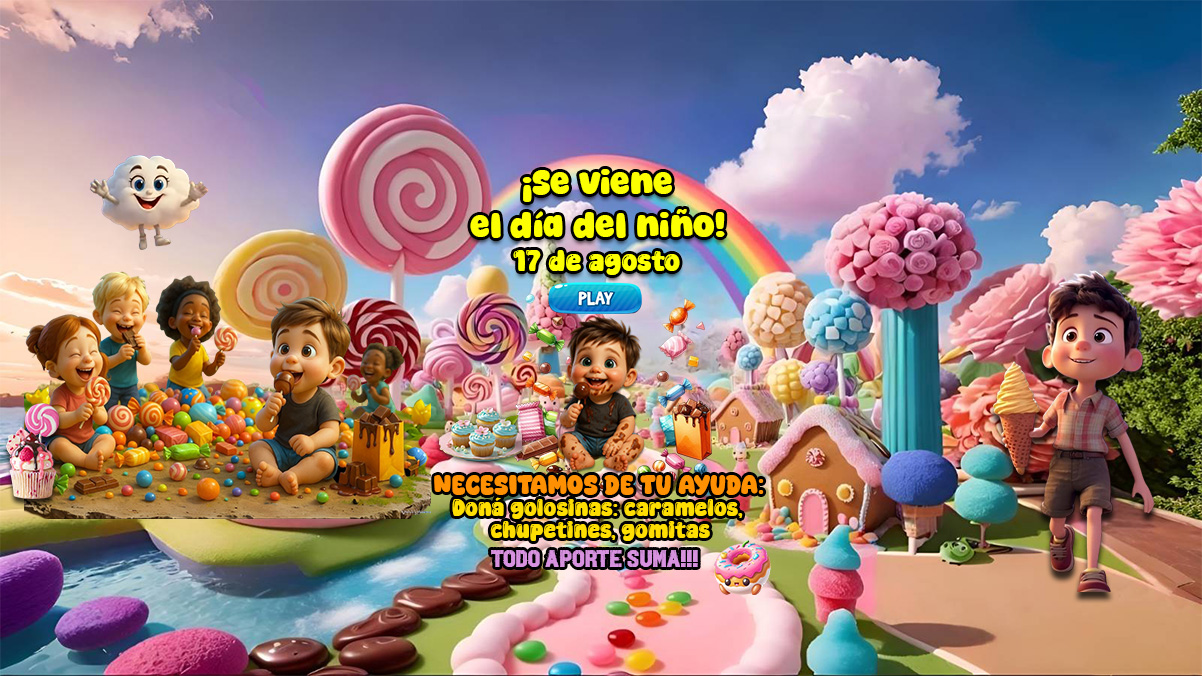 ¡Se viene
el día del niño!
17 de agosto
PLAY
NECESITAMOS DE TU AYUDA:
Doná golosinas: caramelos,
chupetines, gomitas
TODO APORTE SUMA!!!